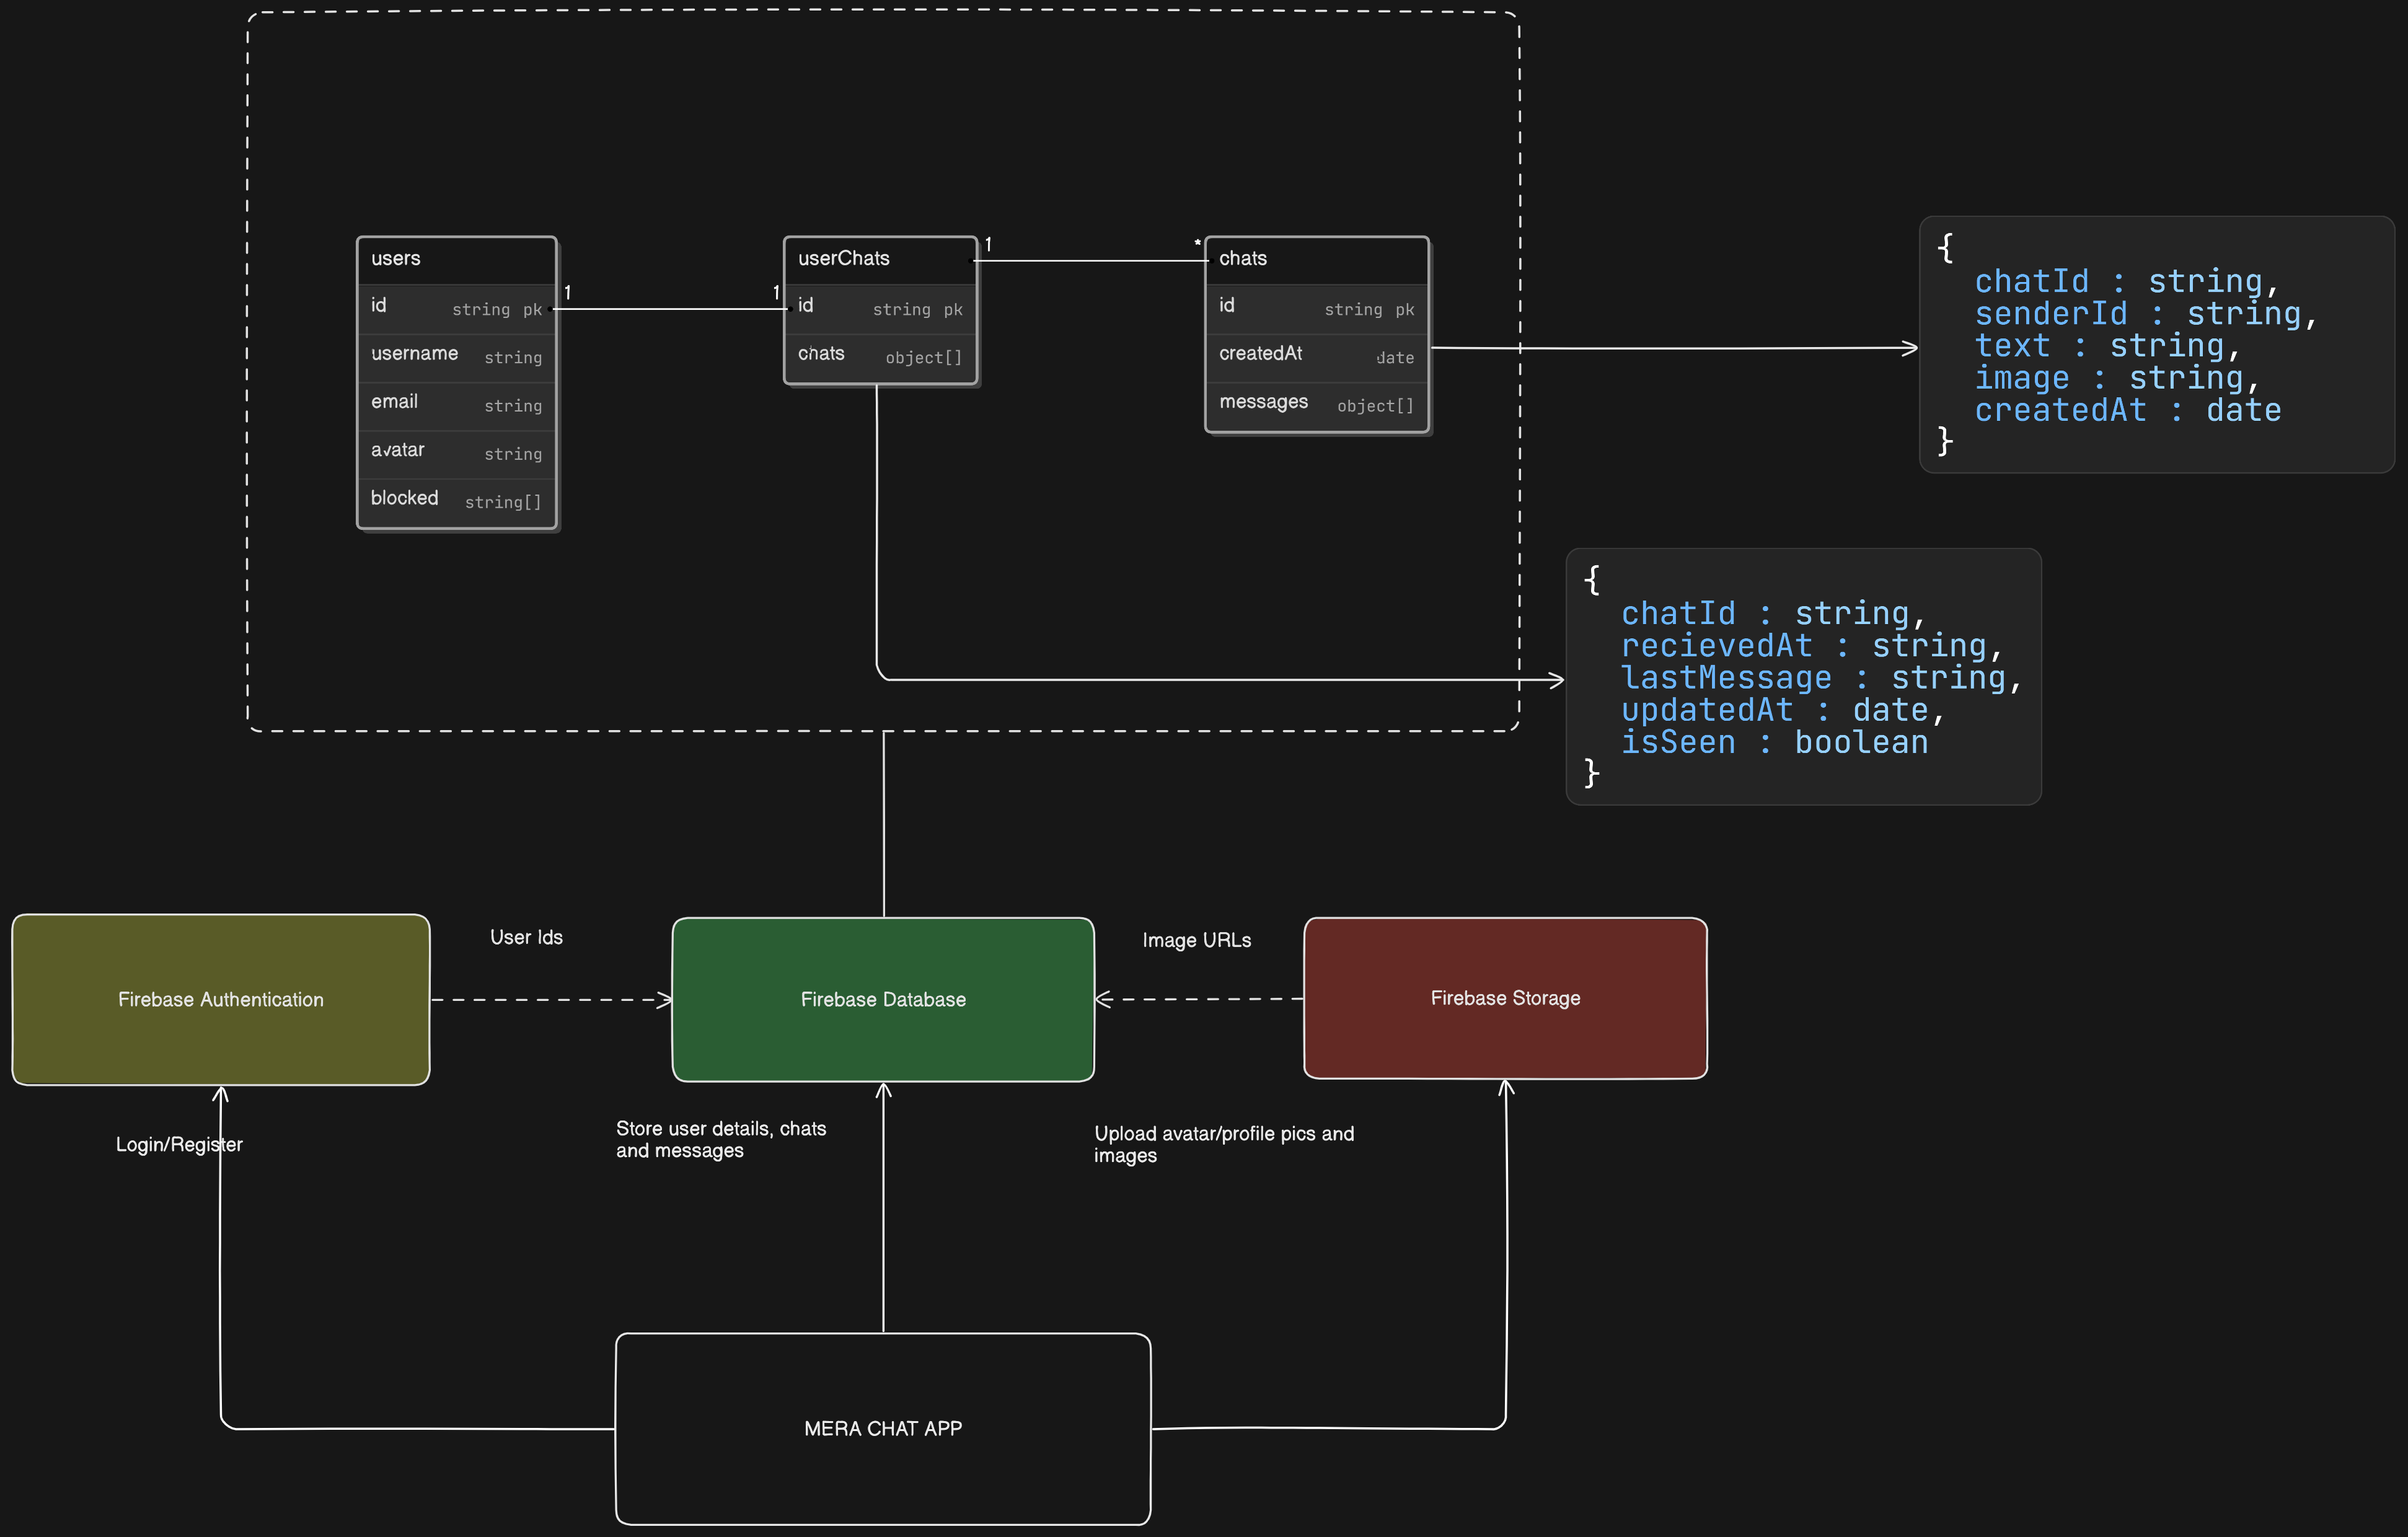 users
id string pk
username string
email string
avatar string
blocked string[]
1
1
userChats
id string pk
chats object[]
1
*
chats
id string pk
createdAt date
messages object[]
{
chatId : string,
senderId : string,
text : string,
image : string,
createdAt : date
}
{
chatId : string,
recievedAt : string,
lastMessage : string,
updatedAt : date,
isSeen : boolean
}
Firebase Authentication
User Ids
Firebase Database
Image URLs
Firebase Storage
Login/Register
Store user details, chats
and messages
Upload avatar/profile pics and
images
MERA CHAT APP